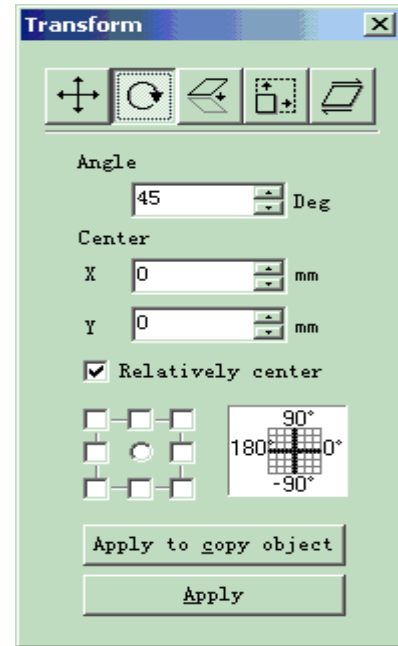 Transform
Angle
45 Deg
Center
X 0 mm
Y 0 mm
Relatively center
90°
180° 0°
-90°
Apply to copy object
Apply